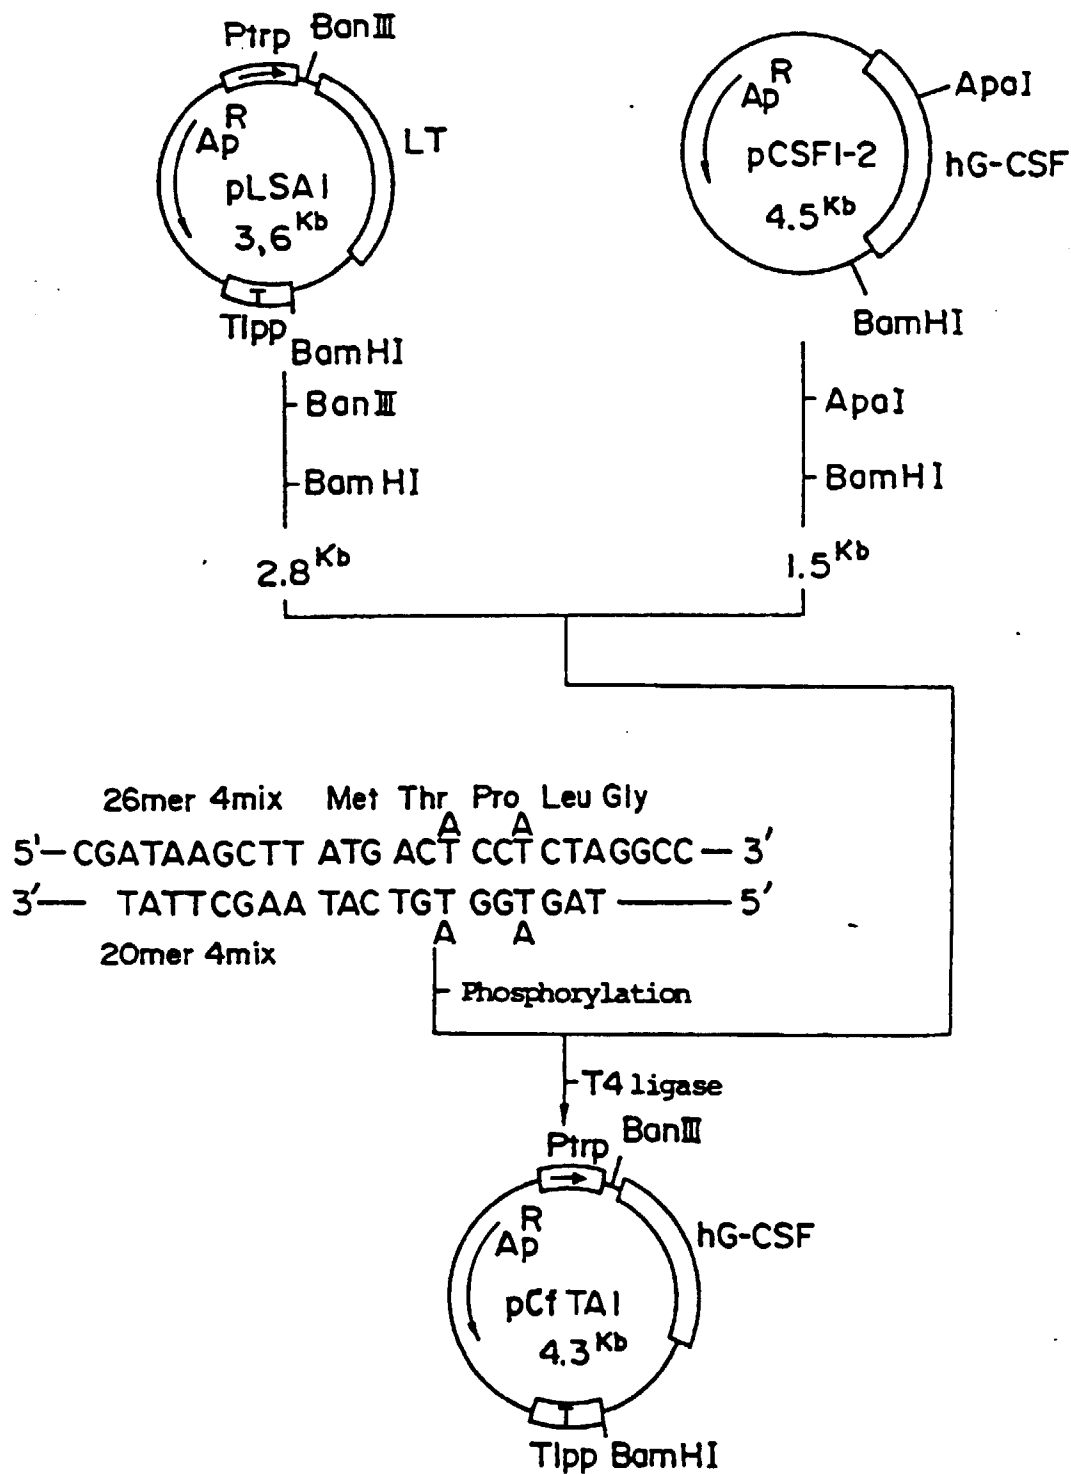 Ptrp BanIII
Ap^R
LT
pLSA1
3,6Kb
Tlpp
BamHI
BanIII
BamHI
2.8Kb
Ap^R
ApaI
pCSF1-2
hG-CSF
4.5Kb
BamHI
ApaI
BamHI
1.5Kb
26mer 4mix Met Thr Pro Leu Gly
A A
5'-CGATAAGCTT ATG ACT CCT CTAGGCC-3'
3'- TATTCGAA TAC TGT GGT GAT - 5'
A A
20mer 4mix
Phosphorylation
T4 ligase
Ptrp BanIII
Ap^R
hG-CSF
pCfTA1
4.3Kb
Tlpp BamHI